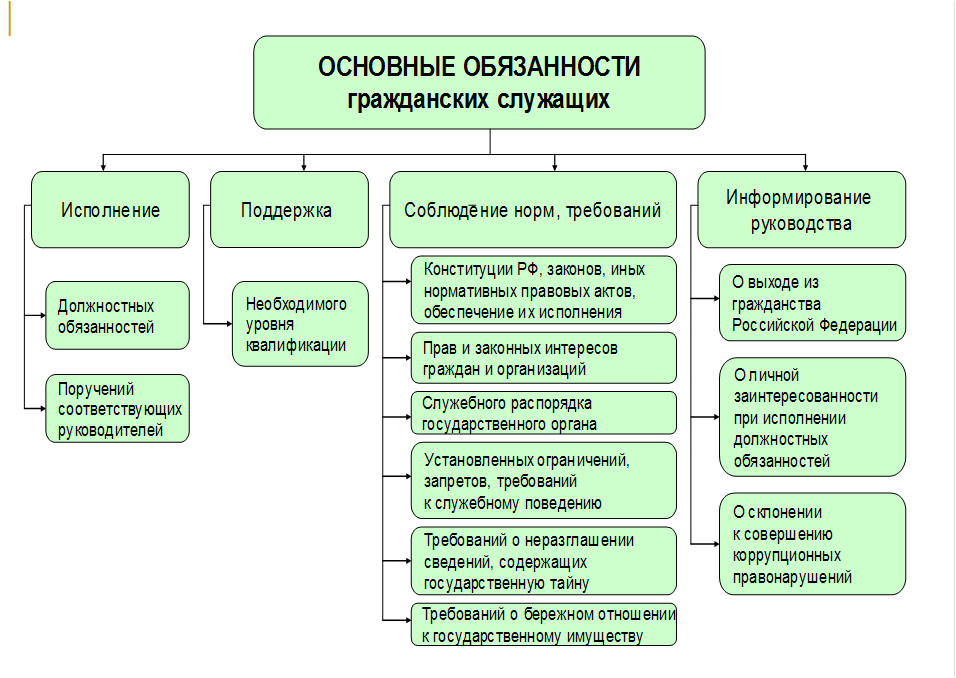 ОСНОВНЫЕ ОБЯЗАННОСТИ
гражданских служащих
Исполнение
Должностных
обязанностей
Поручений
соответствующих
руководителей
Поддержка
Необходимого
уровня
квалификации
Соблюдение норм, требований
Конституции РФ, законов, иных
нормативных правовых актов,
обеспечение их исполнения
Прав и законных интересов
граждан и организаций
Служебного распорядка
государственного органа
Установленных ограничений,
запретов, требований
к служебному поведению
Требований о неразглашении
сведений, содержащих
государственную тайну
Требований о бережном отношении
к государственному имуществу
Информирование
руководства
О выходе из
гражданства
Российской Федерации
О личной
заинтересованности
при исполнении
должностных
обязанностей
О склонении
к совершению
коррупционных
правонарушений